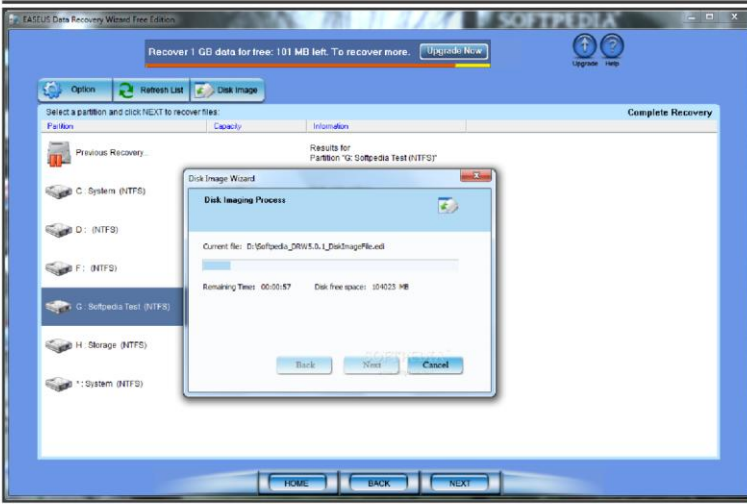 EASEUS Data Recovery Wizard Free Edition
SOFTPEDIA
Recover 1 GB data for free: 101 MB left. To recover more. Upgrade Now
Upgrade Help
Option Refresh List Disk Image
Select a partition and click NEXT to recover files: Complete Recovery
Partition Capacity Information
Previous Recovery... Results for
Partition "G: Softpedia Test (NTFS)"
Disk Image Wizard
C : System (NTFS)
Disk Imaging Process
D : (NTFS)
Current file: D:\Softpedia_DRW5.0.1_DiskImageFile.edi
F : (NTFS)
Remaining Time: 00:00:57 Disk free space: 104023 MB
G : Softpedia Test (NTFS)
H : Storage (NTFS)
SOFTPEDIA
Back Next Cancel
* : System (NTFS)
HOME BACK NEXT